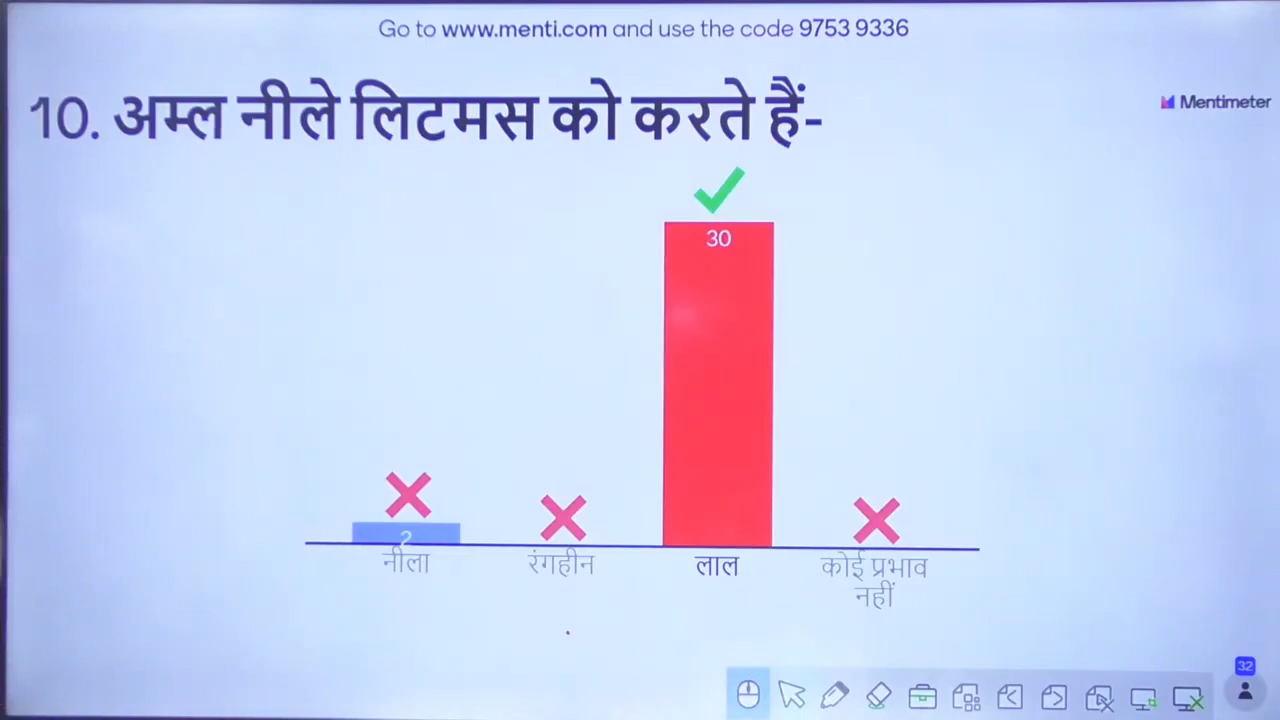 Go to www.menti.com and use the code 9753 9336
Mentimeter
10. अम्ल नीले लिटमस को करते हैं-
30
2
नीला
रंगहीन
लाल
कोई प्रभाव
नहीं
32